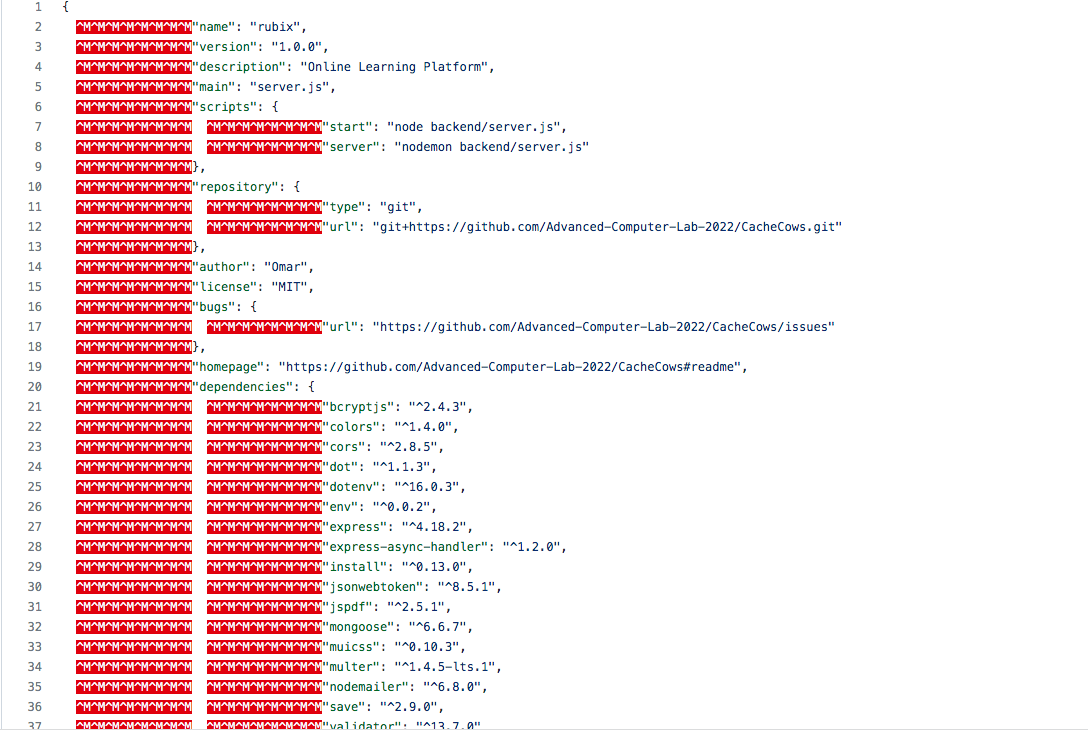 1 {
2 ^M^M^M^M^M^M^M^M"name": "rubix",
3 ^M^M^M^M^M^M^M^M"version": "1.0.0",
4 ^M^M^M^M^M^M^M^M"description": "Online Learning Platform",
5 ^M^M^M^M^M^M^M^M"main": "server.js",
6 ^M^M^M^M^M^M^M^M"scripts": {
7 ^M^M^M^M^M^M^M^M ^M^M^M^M^M^M^M^M"start": "node backend/server.js",
8 ^M^M^M^M^M^M^M^M ^M^M^M^M^M^M^M^M"server": "nodemon backend/server.js"
9 ^M^M^M^M^M^M^M^M},
10 ^M^M^M^M^M^M^M^M"repository": {
11 ^M^M^M^M^M^M^M^M ^M^M^M^M^M^M^M^M"type": "git",
12 ^M^M^M^M^M^M^M^M ^M^M^M^M^M^M^M^M"url": "git+https://github.com/Advanced-Computer-Lab-2022/CacheCows.git"
13 ^M^M^M^M^M^M^M^M},
14 ^M^M^M^M^M^M^M^M"author": "Omar",
15 ^M^M^M^M^M^M^M^M"license": "MIT",
16 ^M^M^M^M^M^M^M^M"bugs": {
17 ^M^M^M^M^M^M^M^M ^M^M^M^M^M^M^M^M"url": "https://github.com/Advanced-Computer-Lab-2022/CacheCows/issues"
18 ^M^M^M^M^M^M^M^M},
19 ^M^M^M^M^M^M^M^M"homepage": "https://github.com/Advanced-Computer-Lab-2022/CacheCows#readme",
20 ^M^M^M^M^M^M^M^M"dependencies": {
21 ^M^M^M^M^M^M^M^M ^M^M^M^M^M^M^M^M"bcryptjs": "^2.4.3",
22 ^M^M^M^M^M^M^M^M ^M^M^M^M^M^M^M^M"colors": "^1.4.0",
23 ^M^M^M^M^M^M^M^M ^M^M^M^M^M^M^M^M"cors": "^2.8.5",
24 ^M^M^M^M^M^M^M^M ^M^M^M^M^M^M^M^M"dot": "^1.1.3",
25 ^M^M^M^M^M^M^M^M ^M^M^M^M^M^M^M^M"dotenv": "^16.0.3",
26 ^M^M^M^M^M^M^M^M ^M^M^M^M^M^M^M^M"env": "^0.0.2",
27 ^M^M^M^M^M^M^M^M ^M^M^M^M^M^M^M^M"express": "^4.18.2",
28 ^M^M^M^M^M^M^M^M ^M^M^M^M^M^M^M^M"express-async-handler": "^1.2.0",
29 ^M^M^M^M^M^M^M^M ^M^M^M^M^M^M^M^M"install": "^0.13.0",
30 ^M^M^M^M^M^M^M^M ^M^M^M^M^M^M^M^M"jsonwebtoken": "^8.5.1",
31 ^M^M^M^M^M^M^M^M ^M^M^M^M^M^M^M^M"jspdf": "^2.5.1",
32 ^M^M^M^M^M^M^M^M ^M^M^M^M^M^M^M^M"mongoose": "^6.6.7",
33 ^M^M^M^M^M^M^M^M ^M^M^M^M^M^M^M^M"muicss": "^0.10.3",
34 ^M^M^M^M^M^M^M^M ^M^M^M^M^M^M^M^M"multer": "^1.4.5-lts.1",
35 ^M^M^M^M^M^M^M^M ^M^M^M^M^M^M^M^M"nodemailer": "^6.8.0",
36 ^M^M^M^M^M^M^M^M ^M^M^M^M^M^M^M^M"save": "^2.9.0",
37 ^M^M^M^M^M^M^M^M ^M^M^M^M^M^M^M^M"validator": "^13.7.0"